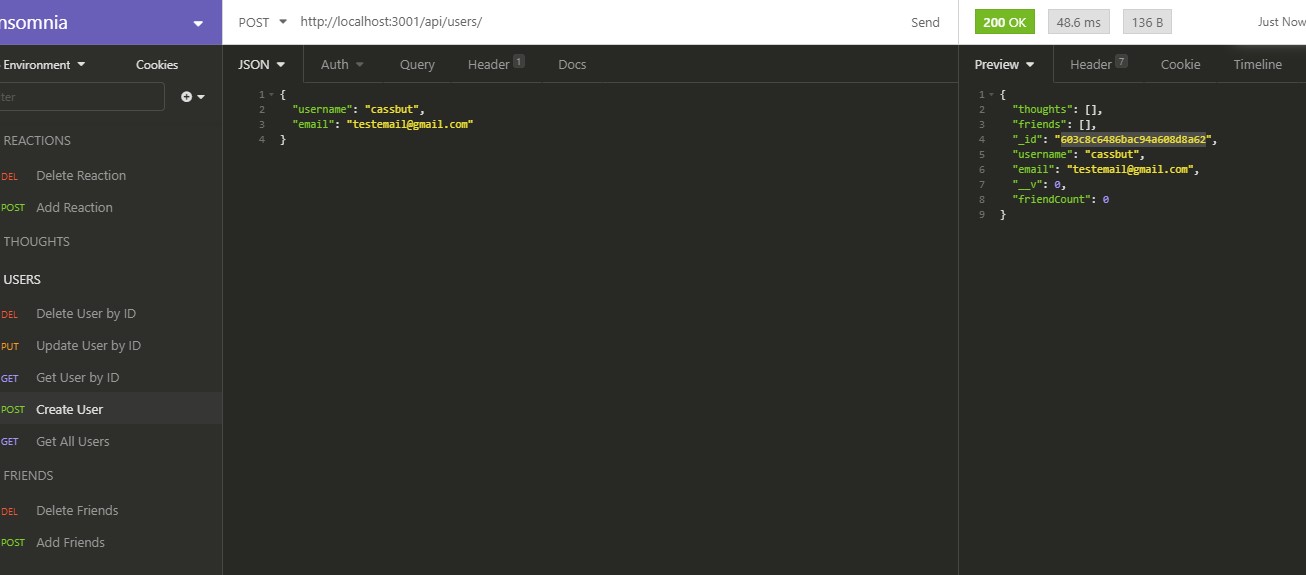 nsomnia
POST http://localhost:3001/api/users/ Send
200 OK 48.6 ms 136 B Just Now
Environment Cookies
JSON Auth Query Header 1 Docs
Preview Header 7 Cookie Timeline
ter
1 {
2 "username": "cassbut",
3 "email": "testemail@gmail.com"
4 }
1 {
2 "thoughts": [],
3 "friends": [],
4 "_id": "603c8c6486bac94a608d8a62",
5 "username": "cassbut",
6 "email": "testemail@gmail.com",
7 "__v": 0,
8 "friendCount": 0
9 }
REACTIONS
DEL Delete Reaction
POST Add Reaction
THOUGHTS
USERS
DEL Delete User by ID
PUT Update User by ID
GET Get User by ID
POST Create User
GET Get All Users
FRIENDS
DEL Delete Friends
POST Add Friends